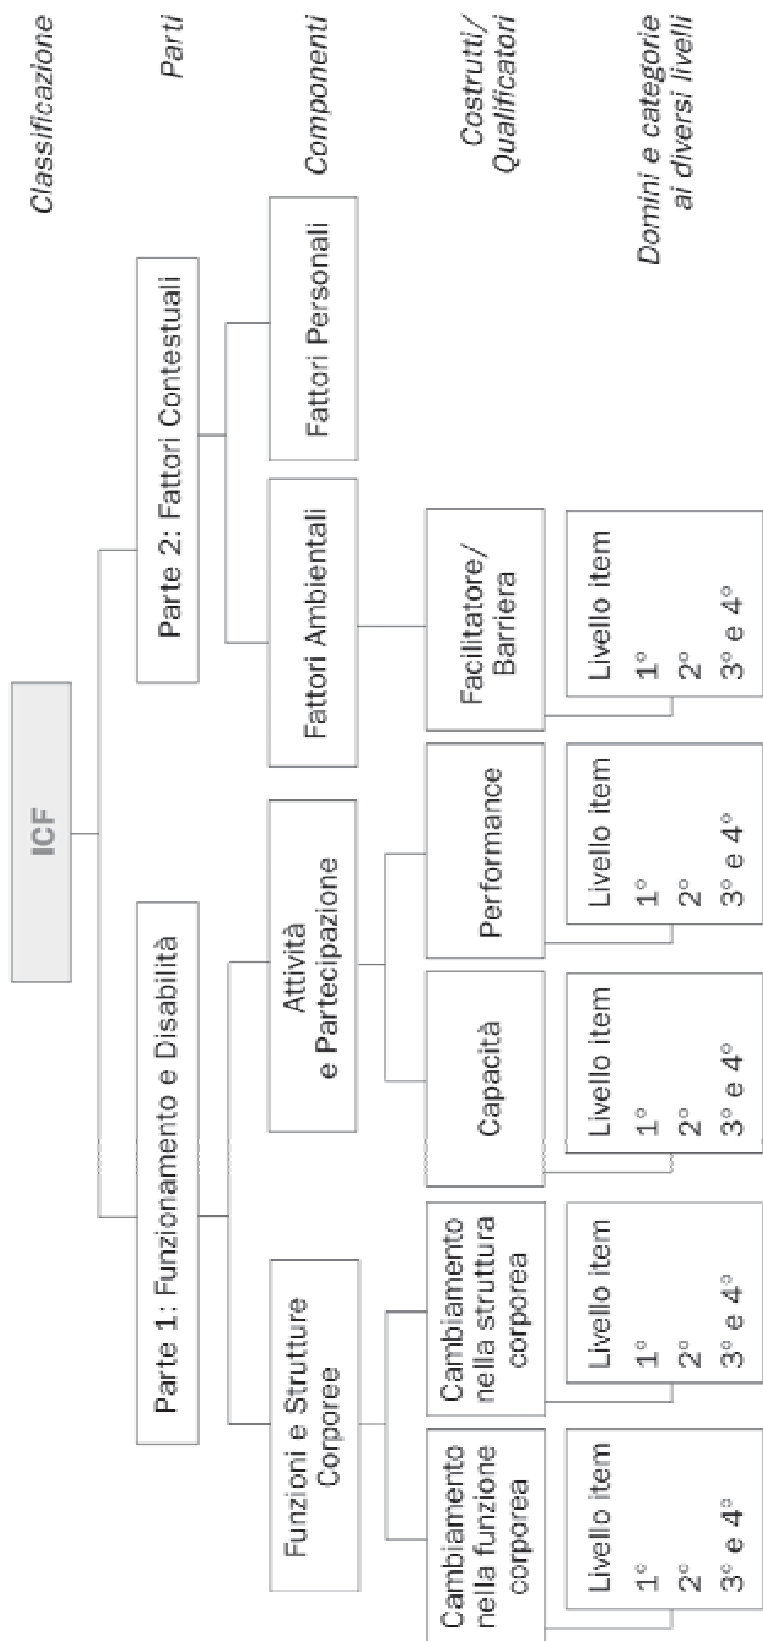 ICF
Classificazione
Parte 1: Funzionamento e Disabilità
Parte 2: Fattori Contestuali
Parti
Funzioni e Strutture
Corporee
Attività
e Partecipazione
Fattori Ambientali
Fattori Personali
Componenti
Cambiamento
nella funzione
corporea
Cambiamento
nella struttura
corporea
Capacità
Performance
Facilitatore/
Barriera
Costrutti/
Qualificatori
Livello item
1°
2°
3° e 4°
Livello item
1°
2°
3° e 4°
Livello item
1°
2°
3° e 4°
Livello item
1°
2°
3° e 4°
Livello item
1°
2°
3° e 4°
Domini e categorie
ai diversi livelli